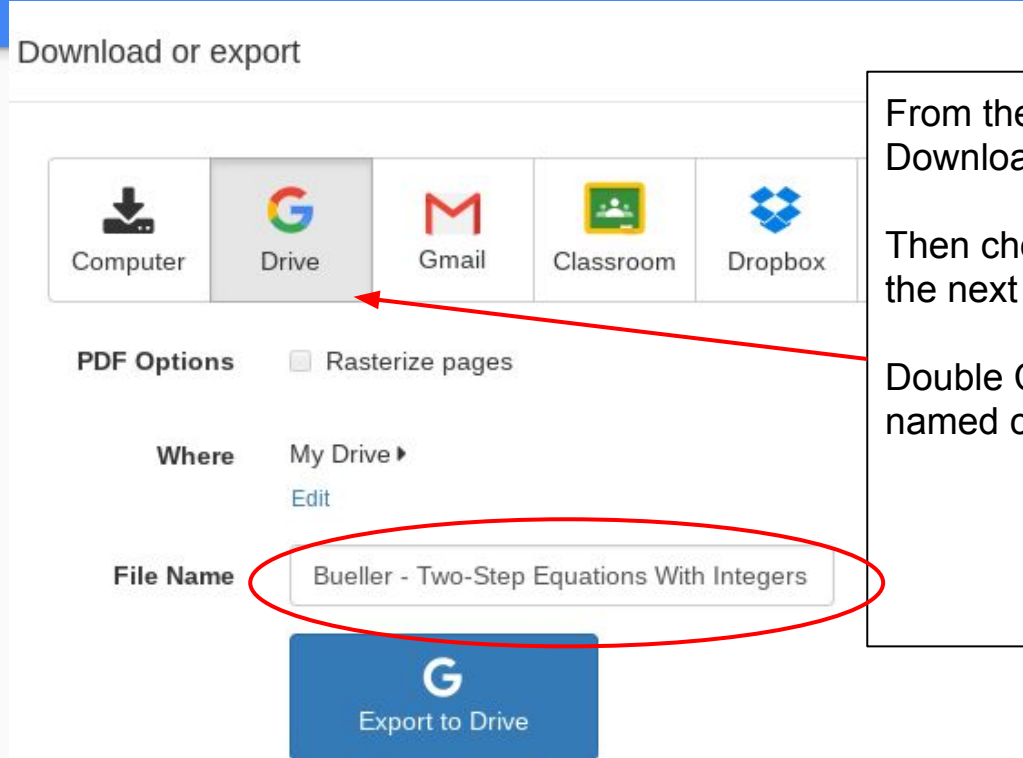 Download or export
Computer
Drive
Gmail
Classroom
Dropbox
PDF Options
Rasterize pages
Where
My Drive
Edit
File Name
Bueller - Two-Step Equations With Integers
Export to Drive
From the
Then
the next
Double
named